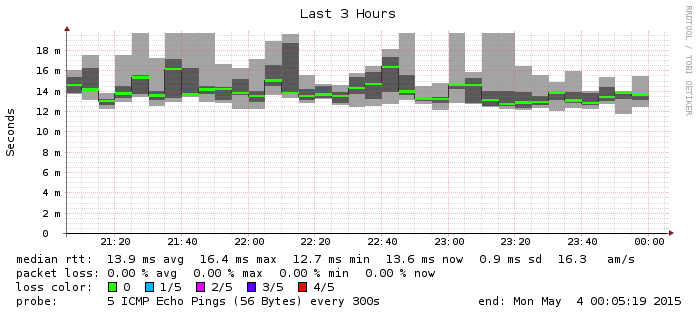 Last 3 Hours
RRDTOOL / TOBI OETIKER
Seconds
18 m
16 m
14 m
12 m
10 m
8 m
6 m
4 m
2 m
0
21:20 21:40 22:00 22:20 22:40 23:00 23:20 23:40 00:00
median rtt: 13.9 ms avg 16.4 ms max 12.7 ms min 13.6 ms now 0.9 ms sd 16.3 am/s
packet loss: 0.00 % avg 0.00 % max 0.00 % min 0.00 % now
loss color: 0 1/5 2/5 3/5 4/5
probe: 5 ICMP Echo Pings (56 Bytes) every 300s end: Mon May 4 00:05:19 2015